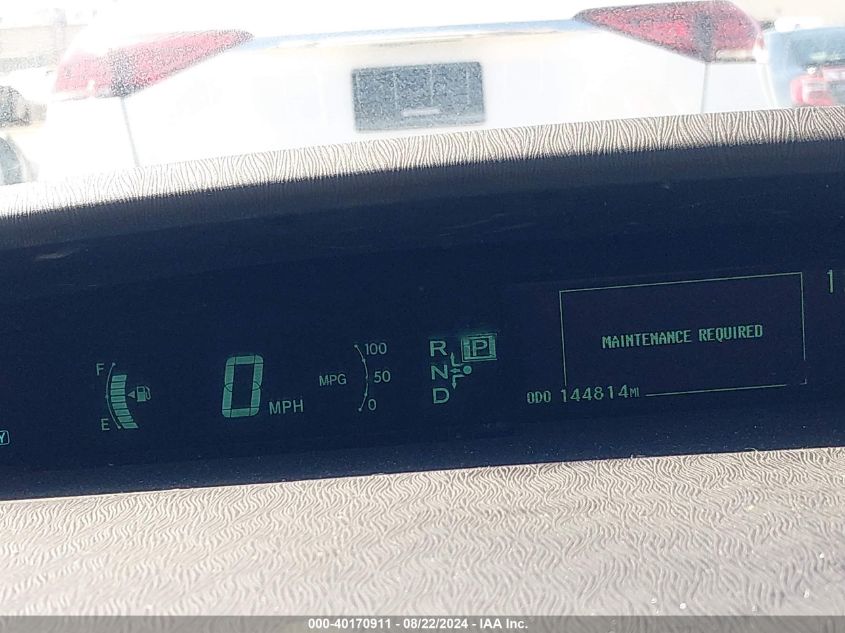 F
E
0 MPH
MPG
100
50
0
R P
N
D
MAINTENANCE REQUIRED
ODO 144814MI
000-40170911 - 08/22/2024 - IAA Inc.